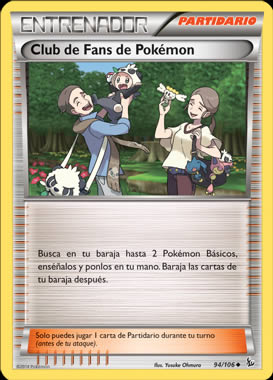 ENTRENADOR
PARTIDARIO
Club de Fans de Pokémon
Busca en tu baraja hasta 2 Pokémon Básicos,
enséñalos y ponlos en tu mano. Baraja las cartas de
tu baraja después.
Solo puedes jugar 1 carta de Partidario durante tu turno
(antes de tu ataque).
©2014 Pokémon
Ilus. Yusuke Ohmura
94/106